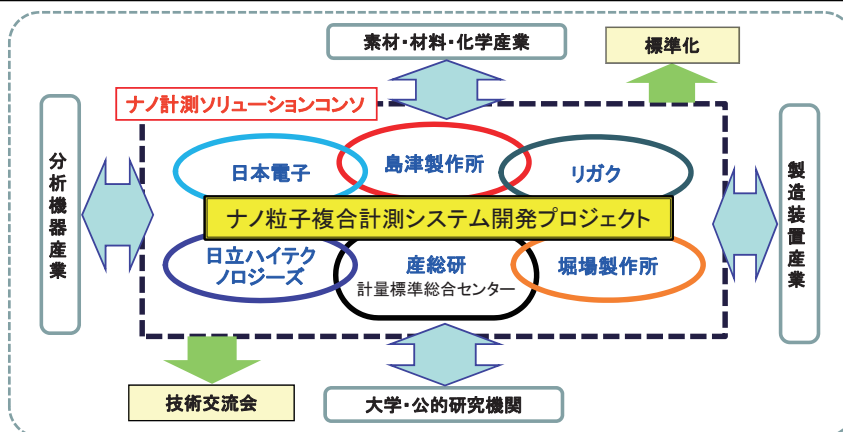 素材・材料・化学産業
標準化
ナノ計測ソリューションコンソ
分析機器産業
日本電子
島津製作所
リガク
製造装置産業
ナノ粒子複合計測システム開発プロジェクト
日立ハイテク
ノロジーズ
産総研
計量標準総合センター
堀場製作所
技術交流会
大学・公的研究機関